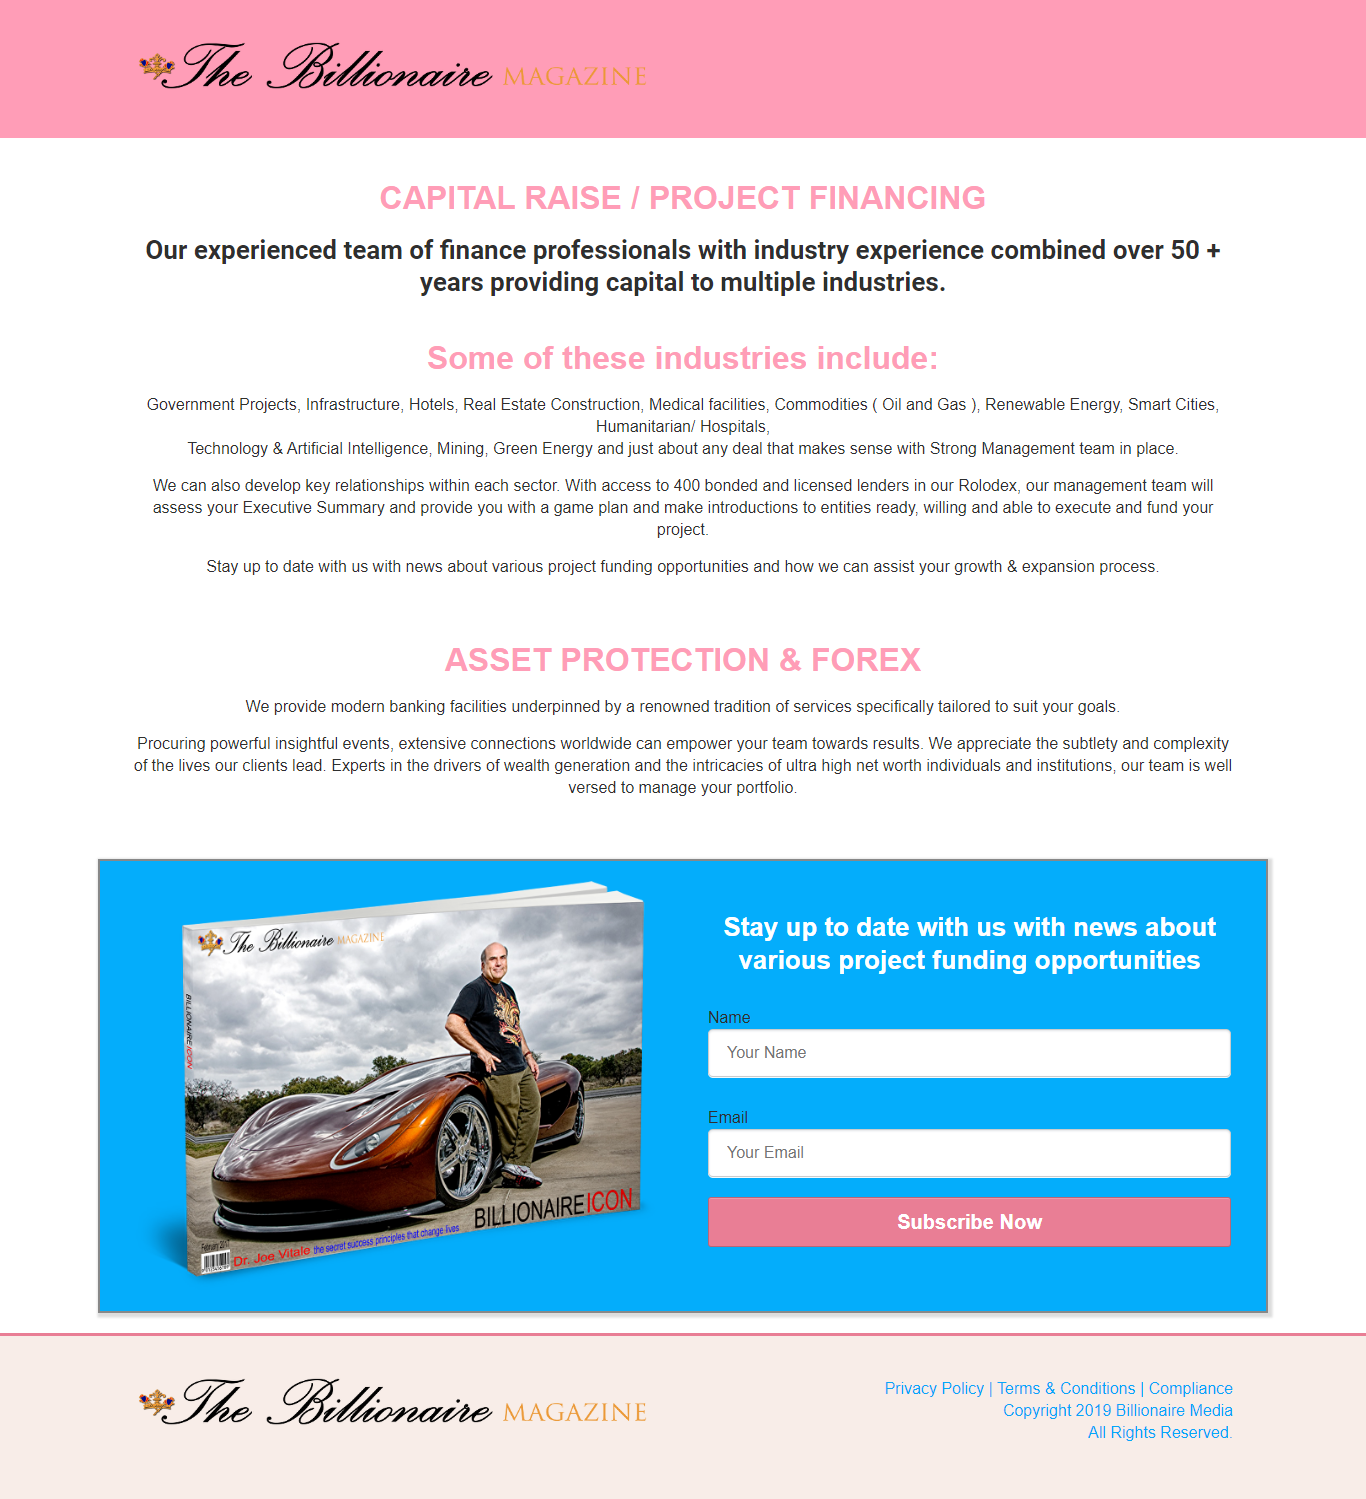 The Billionaire MAGAZINE
CAPITAL RAISE / PROJECT FINANCING
Our experienced team of finance professionals with industry experience combined over 50 +
years providing capital to multiple industries.
Some of these industries include:
Government Projects, Infrastructure, Hotels, Real Estate Construction, Medical facilities, Commodities ( Oil and Gas ), Renewable Energy, Smart Cities,
Humanitarian/ Hospitals,
Technology & Artificial Intelligence, Mining, Green Energy and just about any deal that makes sense with Strong Management team in place.
We can also develop key relationships within each sector. With access to 400 bonded and licensed lenders in our Rolodex, our management team will
assess your Executive Summary and provide you with a game plan and make introductions to entities ready, willing and able to execute and fund your
project.
Stay up to date with us with news about various project funding opportunities and how we can assist your growth & expansion process.
ASSET PROTECTION & FOREX
We provide modern banking facilities underpinned by a renowned tradition of services specifically tailored to suit your goals.
Procuring powerful insightful events, extensive connections worldwide can empower your team towards results. We appreciate the subtlety and complexity
of the lives our clients lead. Experts in the drivers of wealth generation and the intricacies of ultra high net worth individuals and institutions, our team is well
versed to manage your portfolio.
The Billionaire MAGAZINE
BILLIONAIRE ICON
BILLIONAIRE ICON
February
Dr. Joe Vitale the secret success principles that change lives
Stay up to date with us with news about
various project funding opportunities
Name
Your Name
Email
Your Email
Subscribe Now
The Billionaire MAGAZINE
Privacy Policy | Terms & Conditions | Compliance
Copyright 2019 Billionaire Media
All Rights Reserved.